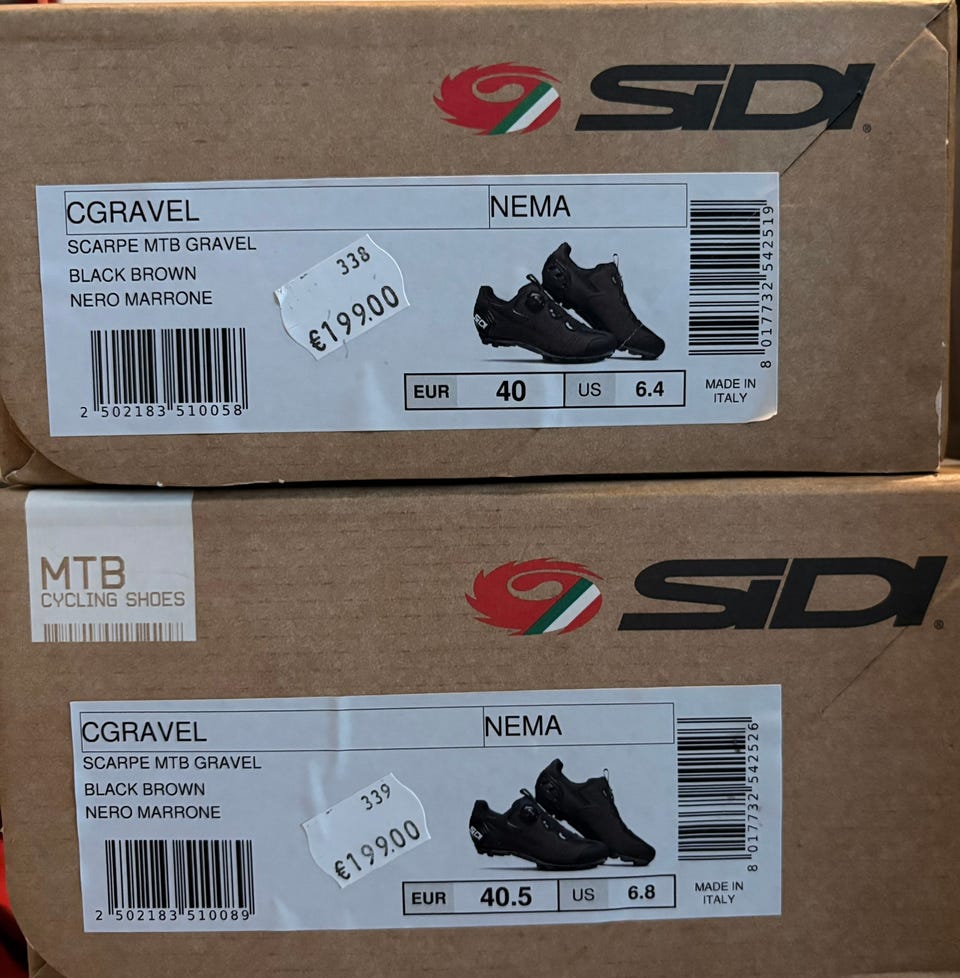 SIDI®
CGRAVEL NEMA
SCARPE MTB GRAVEL
BLACK BROWN
NERO MARRONE
338
€199.00
SIDI
2 502183 510058
EUR 40 US 6.4
MADE IN
ITALY
8 017732 542519
MTB
CYCLING SHOES
SIDI®
CGRAVEL NEMA
SCARPE MTB GRAVEL
BLACK BROWN
NERO MARRONE
339
€199.00
SIDI
2 502183 510089
EUR 40.5 US 6.8
MADE IN
ITALY
8 017732 542526